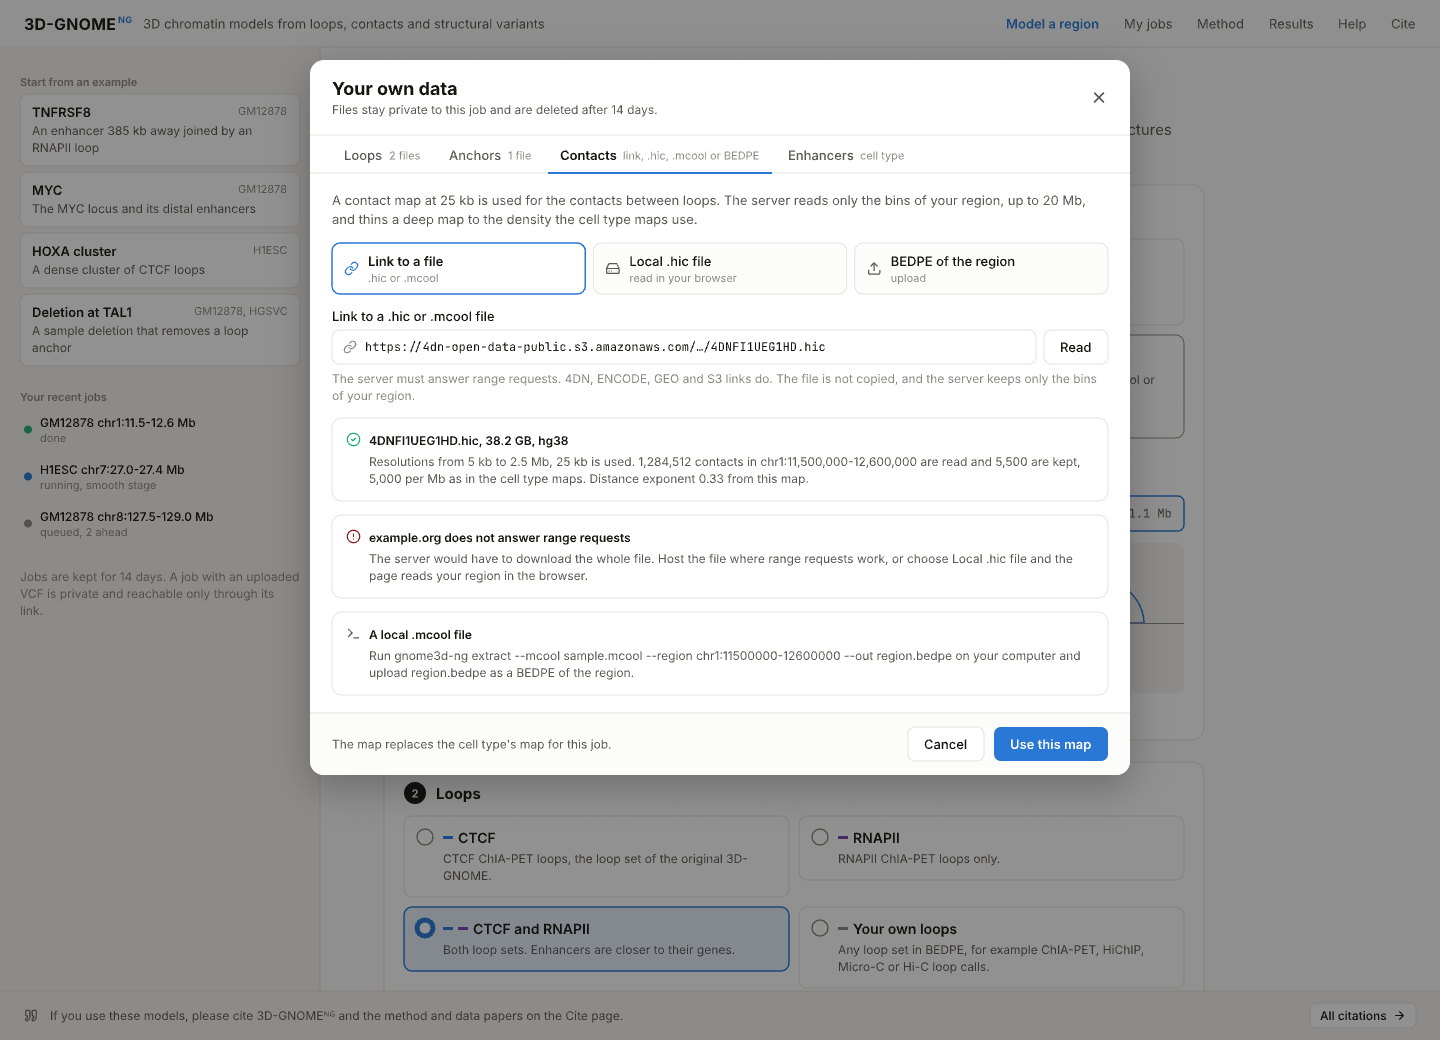 3D-GNOME NG 3D chromatin models from loops, contacts and structural variants
Model a region My jobs Method Results Help Cite
Start from an example
TNFRSF8 GM12878
An enhancer 385 kb away joined by an
RNAPII loop
MYC GM12878
The MYC locus and its distal enhancers
HOXA cluster H1ESC
A dense cluster of CTCF loops
Deletion at TAL1 GM12878, HGSVC
A sample deletion that removes a loop
anchor
Your recent jobs
GM12878 chr1:11.5-12.6 Mb
done
H1ESC chr7:27.0-27.4 Mb
running, smooth stage
GM12878 chr8:127.5-129.0 Mb
queued, 2 ahead
Jobs are kept for 14 days. A job with an uploaded
VCF is private and reachable only through its
link.
Your own data
Files stay private to this job and are deleted after 14 days.
Loops 2 files Anchors 1 file Contacts link, .hic, .mcool or BEDPE Enhancers cell type
A contact map at 25 kb is used for the contacts between loops. The server reads only the bins of your region, up to 20 Mb,
and thins a deep map to the density the cell type maps use.
Link to a file
.hic or .mcool
Local .hic file
read in your browser
BEDPE of the region
upload
Link to a .hic or .mcool file
https://4dn-open-data-public.s3.amazonaws.com/…/4DNFI1UEG1HD.hic
Read
The server must answer range requests. 4DN, ENCODE, GEO and S3 links do. The file is not copied, and the server keeps only the bins
of your region.
4DNFI1UEG1HD.hic, 38.2 GB, hg38
Resolutions from 5 kb to 2.5 Mb, 25 kb is used. 1,284,512 contacts in chr1:11,500,000-12,600,000 are read and 5,500 are kept,
5,000 per Mb as in the cell type maps. Distance exponent 0.33 from this map.
example.org does not answer range requests
The server would have to download the whole file. Host the file where range requests work, or choose Local .hic file and the
page reads your region in the browser.
A local .mcool file
Run gnome3d-ng extract --mcool sample.mcool --region chr1:11500000-12600000 --out region.bedpe on your computer and
upload region.bedpe as a BEDPE of the region.
The map replaces the cell type's map for this job.
Cancel
Use this map
ctures
ol or
1.1 Mb
2 Loops
CTCF
CTCF ChIA-PET loops, the loop set of the original 3D-
GNOME.
RNAPII
RNAPII ChIA-PET loops only.
CTCF and RNAPII
Both loop sets. Enhancers are closer to their genes.
Your own loops
Any loop set in BEDPE, for example ChIA-PET, HiChIP,
Micro-C or Hi-C loop calls.
If you use these models, please cite 3D-GNOME NG and the method and data papers on the Cite page.
All citations →